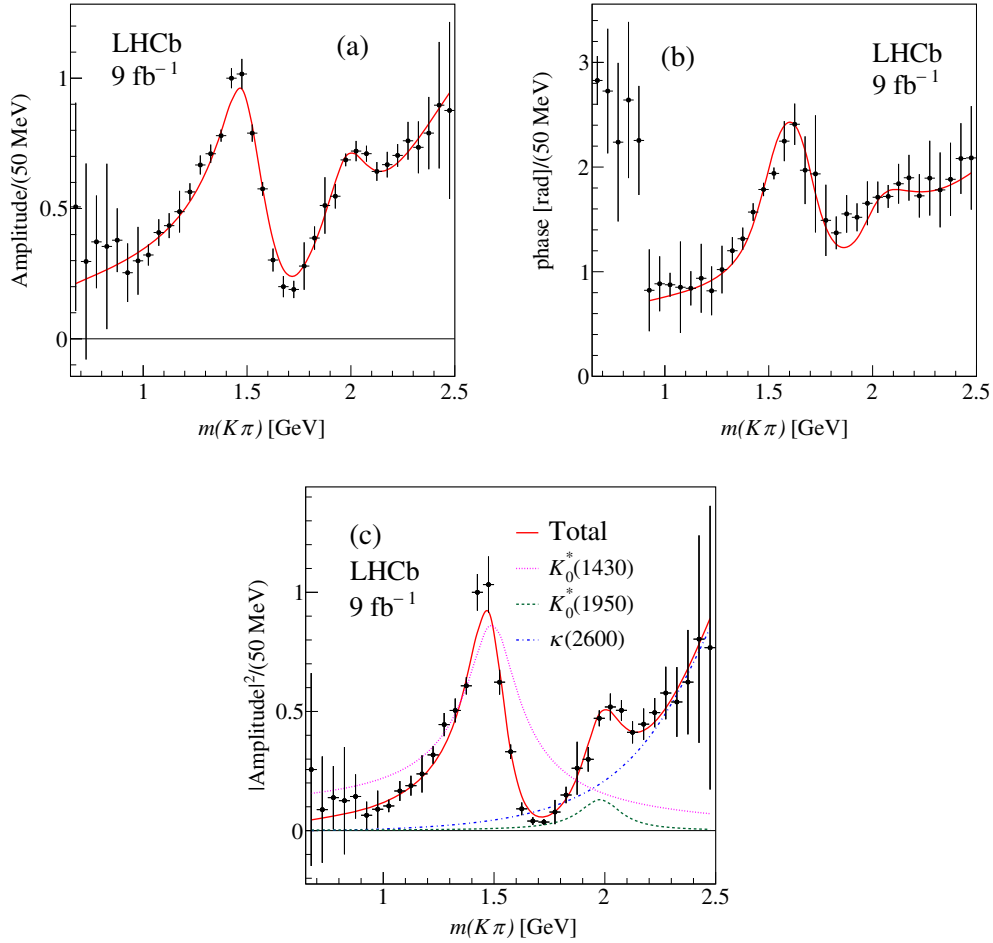 LHCb
9 fb⁻¹
(a)
Amplitude/(50 MeV)
1
0.5
0
1
1.5
2
2.5
m(Kπ) [GeV]
(b)
LHCb
9 fb⁻¹
phase [rad]/(50 MeV)
3
2
1
0
1
1.5
2
2.5
m(Kπ) [GeV]
(c)
LHCb
9 fb⁻¹
Total
K₀*(1430)
K₀*(1950)
κ(2600)
|Amplitude|²/(50 MeV)
1
0.5
0
1
1.5
2
2.5
m(Kπ) [GeV]